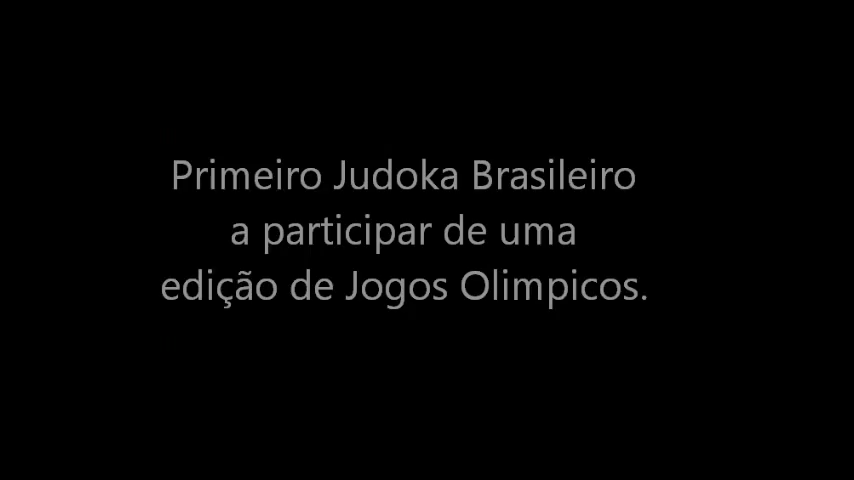 Primeiro Judoka Brasileiro
a participar de uma
edição de Jogos Olimpicos.